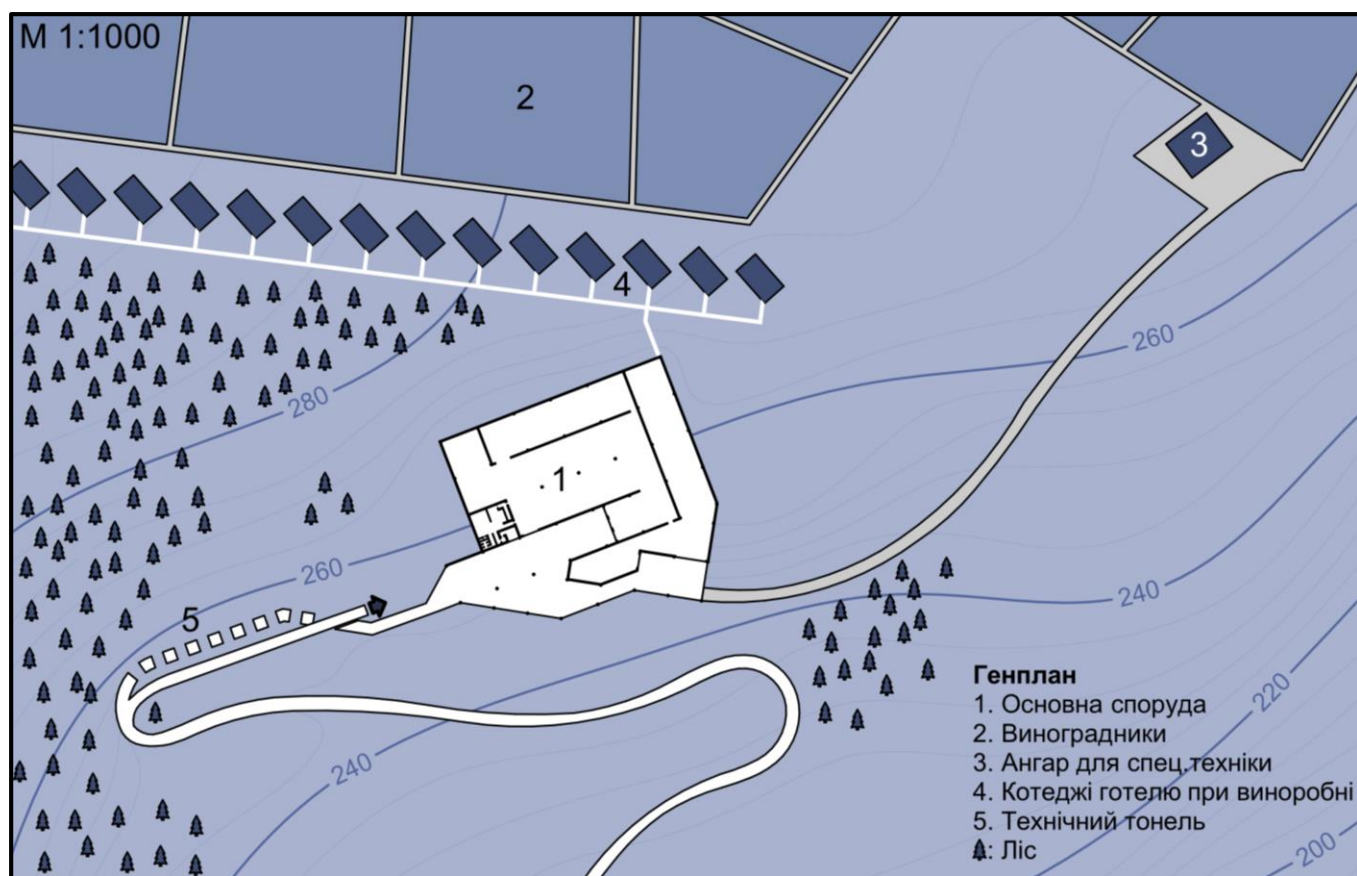 М 1:1000
2
3
4
260
280
1
260
240
5
240
220
200
Генплан
1. Основна споруда
2. Виноградники
3. Ангар для спец.техніки
4. Котеджі готелю при виноробні
5. Технічний тонель
: Ліс